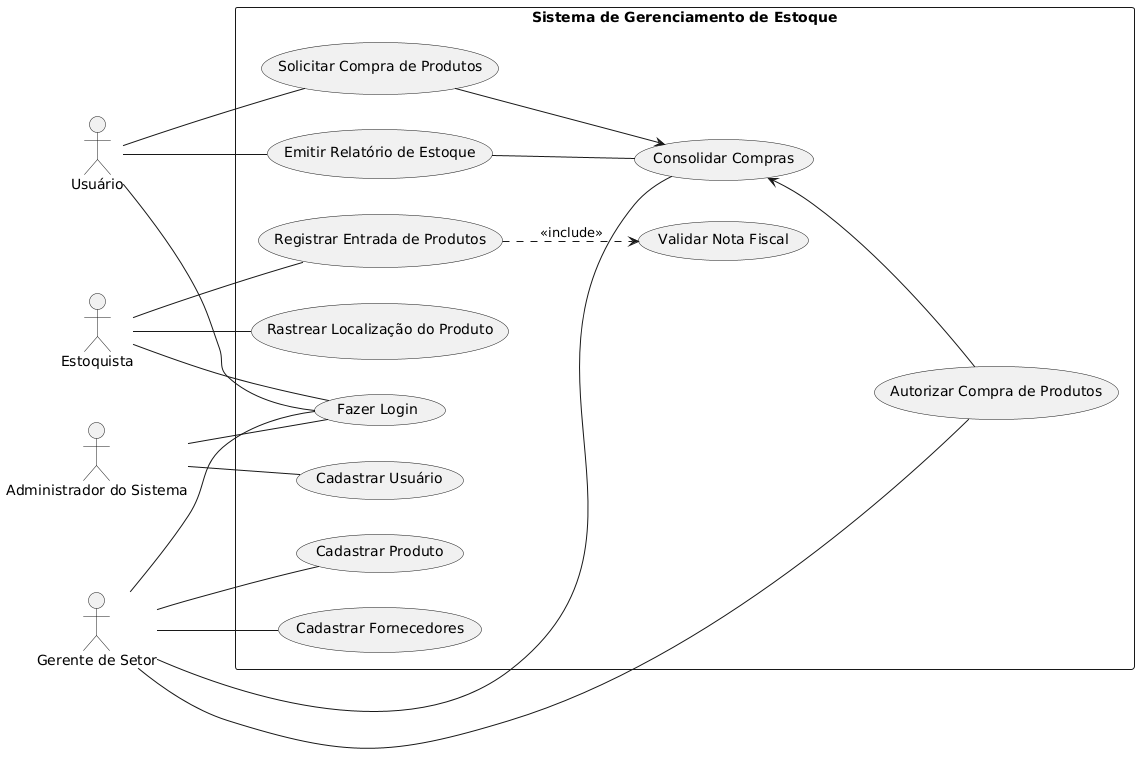 Sistema de Gerenciamento de Estoque
Solicitar Compra de Produtos
Emitir Relatório de Estoque
Consolidar Compras
Usuário
Registrar Entrada de Produtos
«include»
Validar Nota Fiscal
Rastrear Localização do Produto
Estoquista
Autorizar Compra de Produtos
Fazer Login
Cadastrar Usuário
Administrador do Sistema
Cadastrar Produto
Cadastrar Fornecedores
Gerente de Setor